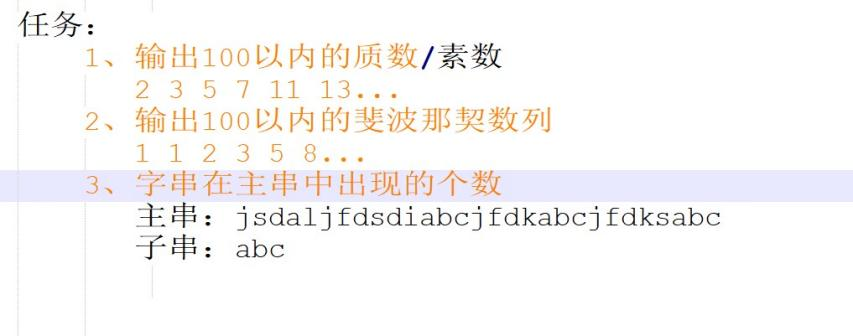 任务:
1、输出100以内的质数/素数
2 3 5 7 11 13...
2、输出100以内的斐波那契数列
1 1 2 3 5 8...
3、字串在主串中出现的个数
主串: jsdaljfdsdiabcjfdkabcjfdksabc
子串: abc